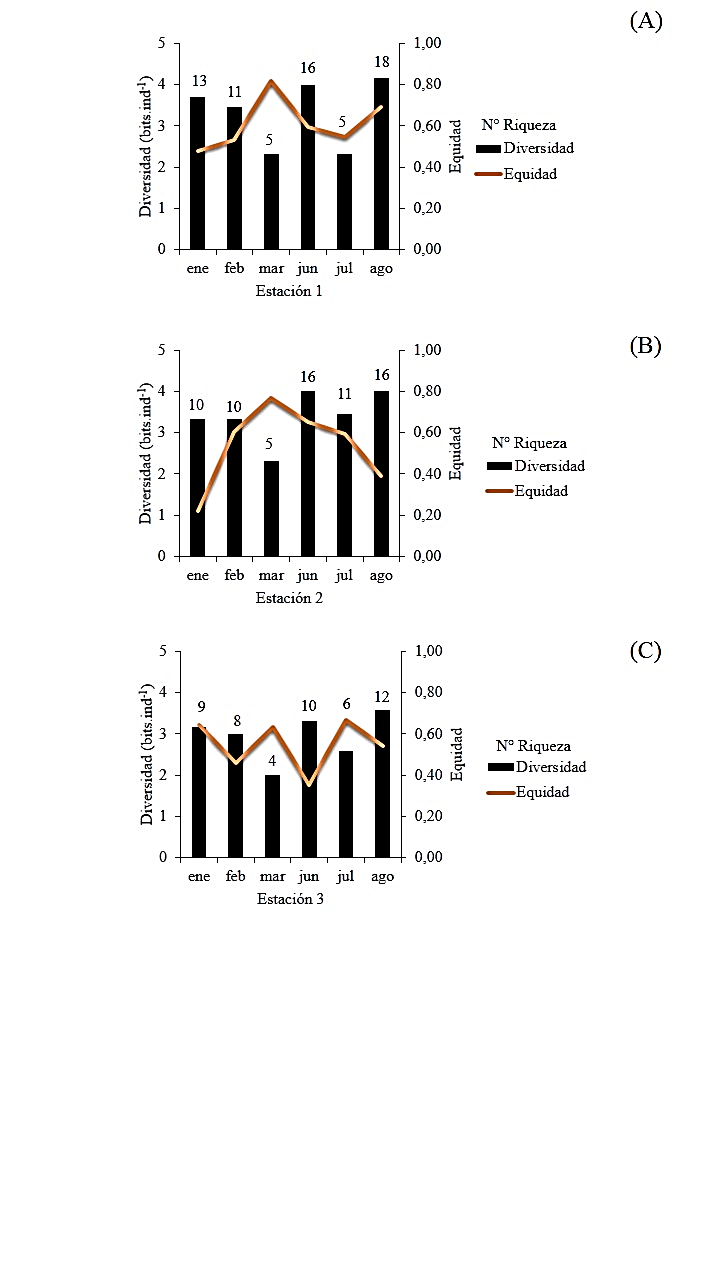 (A)
Diversidad (bits.ind-1)
5
4
3
2
1
0
13
11
5
16
5
18
1,00
0,80
0,60
0,40
0,20
0,00
Equidad
ene feb mar jun jul ago
Estación 1
N° Riqueza
Diversidad
Equidad
(B)
Diversidad (bits.ind-1)
5
4
3
2
1
0
10
10
5
16
11
16
1,00
0,80
0,60
0,40
0,20
0,00
Equidad
ene feb mar jun jul ago
Estación 2
N° Riqueza
Diversidad
Equidad
(C)
Diversidad (bits.ind-1)
5
4
3
2
1
0
9
8
4
10
6
12
1,00
0,80
0,60
0,40
0,20
0,00
Equidad
ene feb mar jun jul ago
Estación 3
N° Riqueza
Diversidad
Equidad